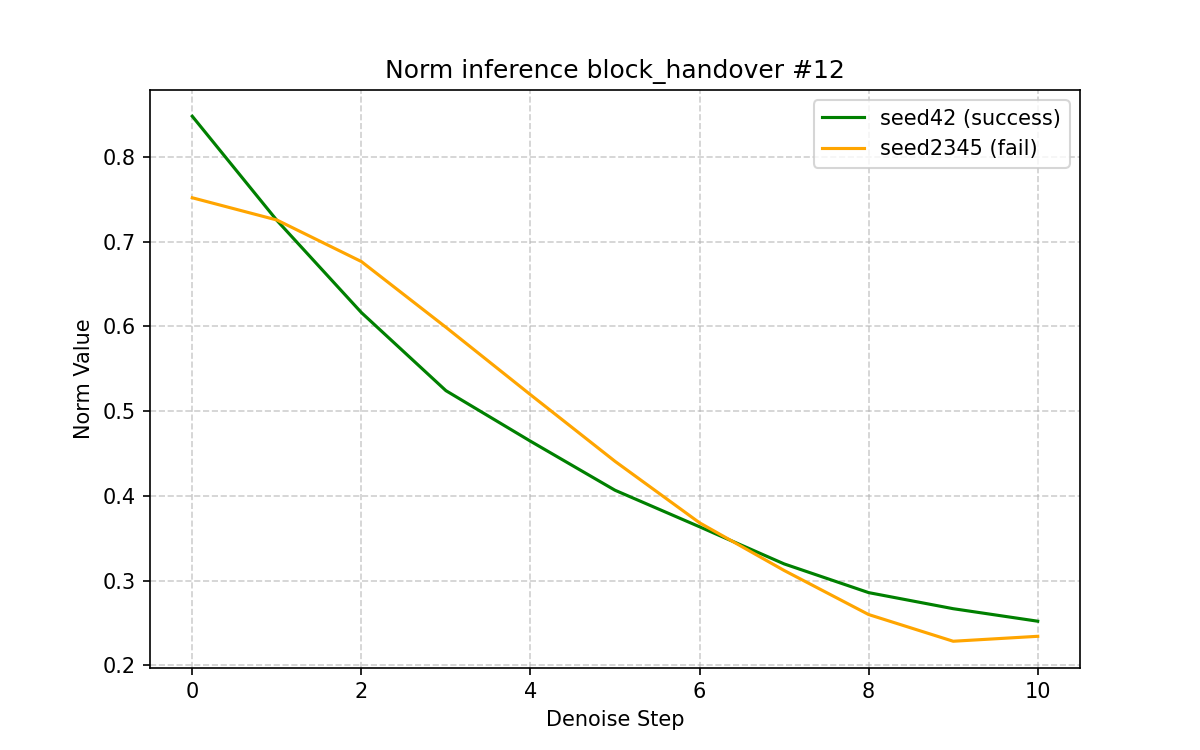 Norm inference block_handover #12
seed42 (success)
seed2345 (fail)
Norm Value
0.8
0.7
0.6
0.5
0.4
0.3
0.2
0 2 4 6 8 10
Denoise Step